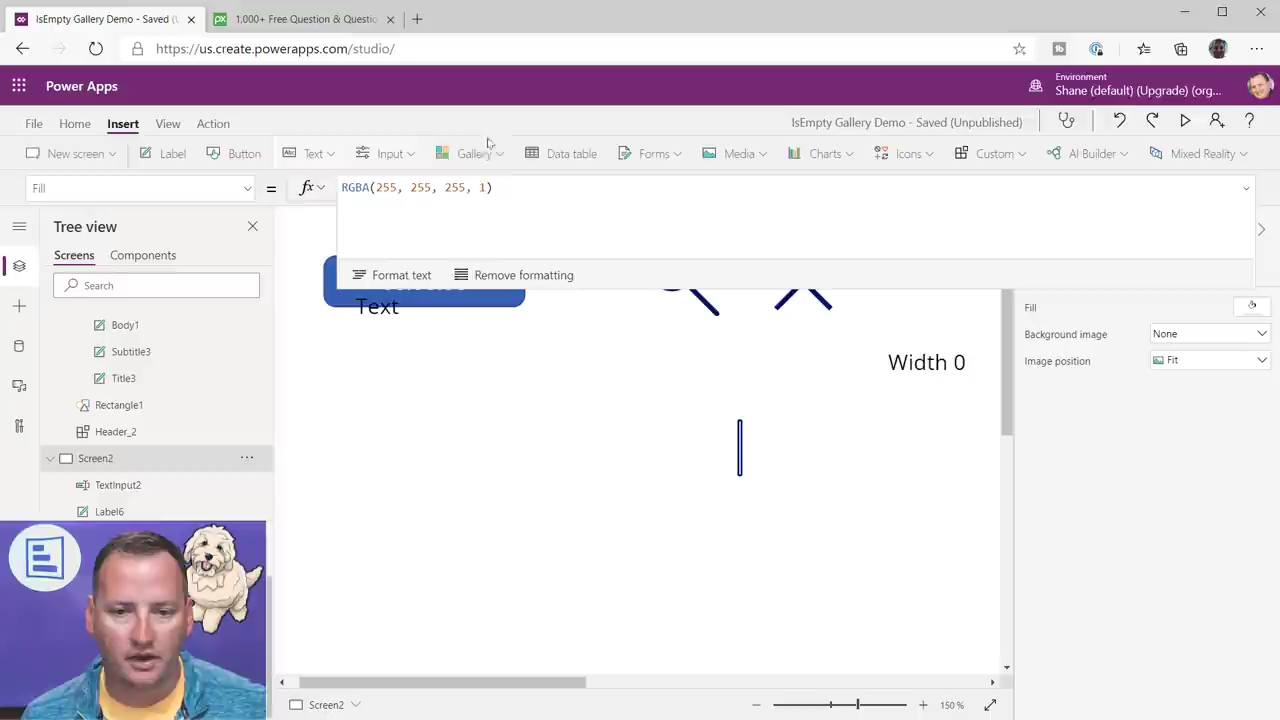 IsEmpty Gallery Demo - Saved (U
1,000+ Free Question & Questio
https://us.create.powerapps.com/studio/
Power Apps
Environment
Shane (default) (Upgrade) (org...
File Home Insert View Action
IsEmpty Gallery Demo - Saved (Unpublished)
New screen Label Button Text Input Gallery Data table Forms Media Charts Icons Custom AI Builder Mixed Reality
Fill = fx RGBA(255, 255, 255, 1)
Tree view
Screens Components
Format text Remove formatting
Search
Text
Fill
Body1
Background image None
Subtitle3
Image position Fit
Width 0
Title3
Rectangle1
Header_2
Screen2
TextInput2
Label6
Screen2
150 %